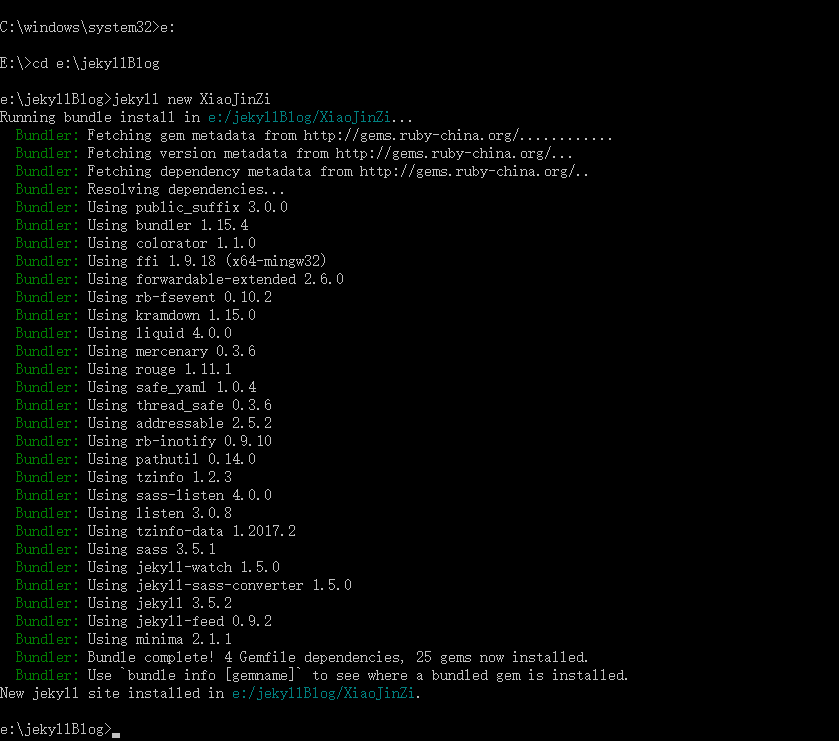 C:\windows\system32>e:
E:\>cd e:\jekyllBlog
e:\jekyllBlog>jekyll new XiaoJinZi
Running bundle install in e:/jekyllBlog/XiaoJinZi...
Bundler: Fetching gem metadata from http://gems.ruby-china.org/............
Bundler: Fetching version metadata from http://gems.ruby-china.org/...
Bundler: Fetching dependency metadata from http://gems.ruby-china.org/..
Bundler: Resolving dependencies...
Bundler: Using public_suffix 3.0.0
Bundler: Using bundler 1.15.4
Bundler: Using colorator 1.1.0
Bundler: Using ffi 1.9.18 (x64-mingw32)
Bundler: Using forwardable-extended 2.6.0
Bundler: Using rb-fsevent 0.10.2
Bundler: Using kramdown 1.15.0
Bundler: Using liquid 4.0.0
Bundler: Using mercenary 0.3.6
Bundler: Using rouge 1.11.1
Bundler: Using safe_yaml 1.0.4
Bundler: Using thread_safe 0.3.6
Bundler: Using addressable 2.5.2
Bundler: Using rb-inotify 0.9.10
Bundler: Using pathutil 0.14.0
Bundler: Using tzinfo 1.2.3
Bundler: Using sass-listen 4.0.0
Bundler: Using listen 3.0.8
Bundler: Using tzinfo-data 1.2017.2
Bundler: Using sass 3.5.1
Bundler: Using jekyll-watch 1.5.0
Bundler: Using jekyll-sass-converter 1.5.0
Bundler: Using jekyll 3.5.2
Bundler: Using jekyll-feed 0.9.2
Bundler: Using minima 2.1.1
Bundler: Bundle complete! 4 Gemfile dependencies, 25 gems now installed.
Bundler: Use `bundle info [gemname]` to see where a bundled gem is installed.
New jekyll site installed in e:/jekyllBlog/XiaoJinZi.
e:\jekyllBlog>